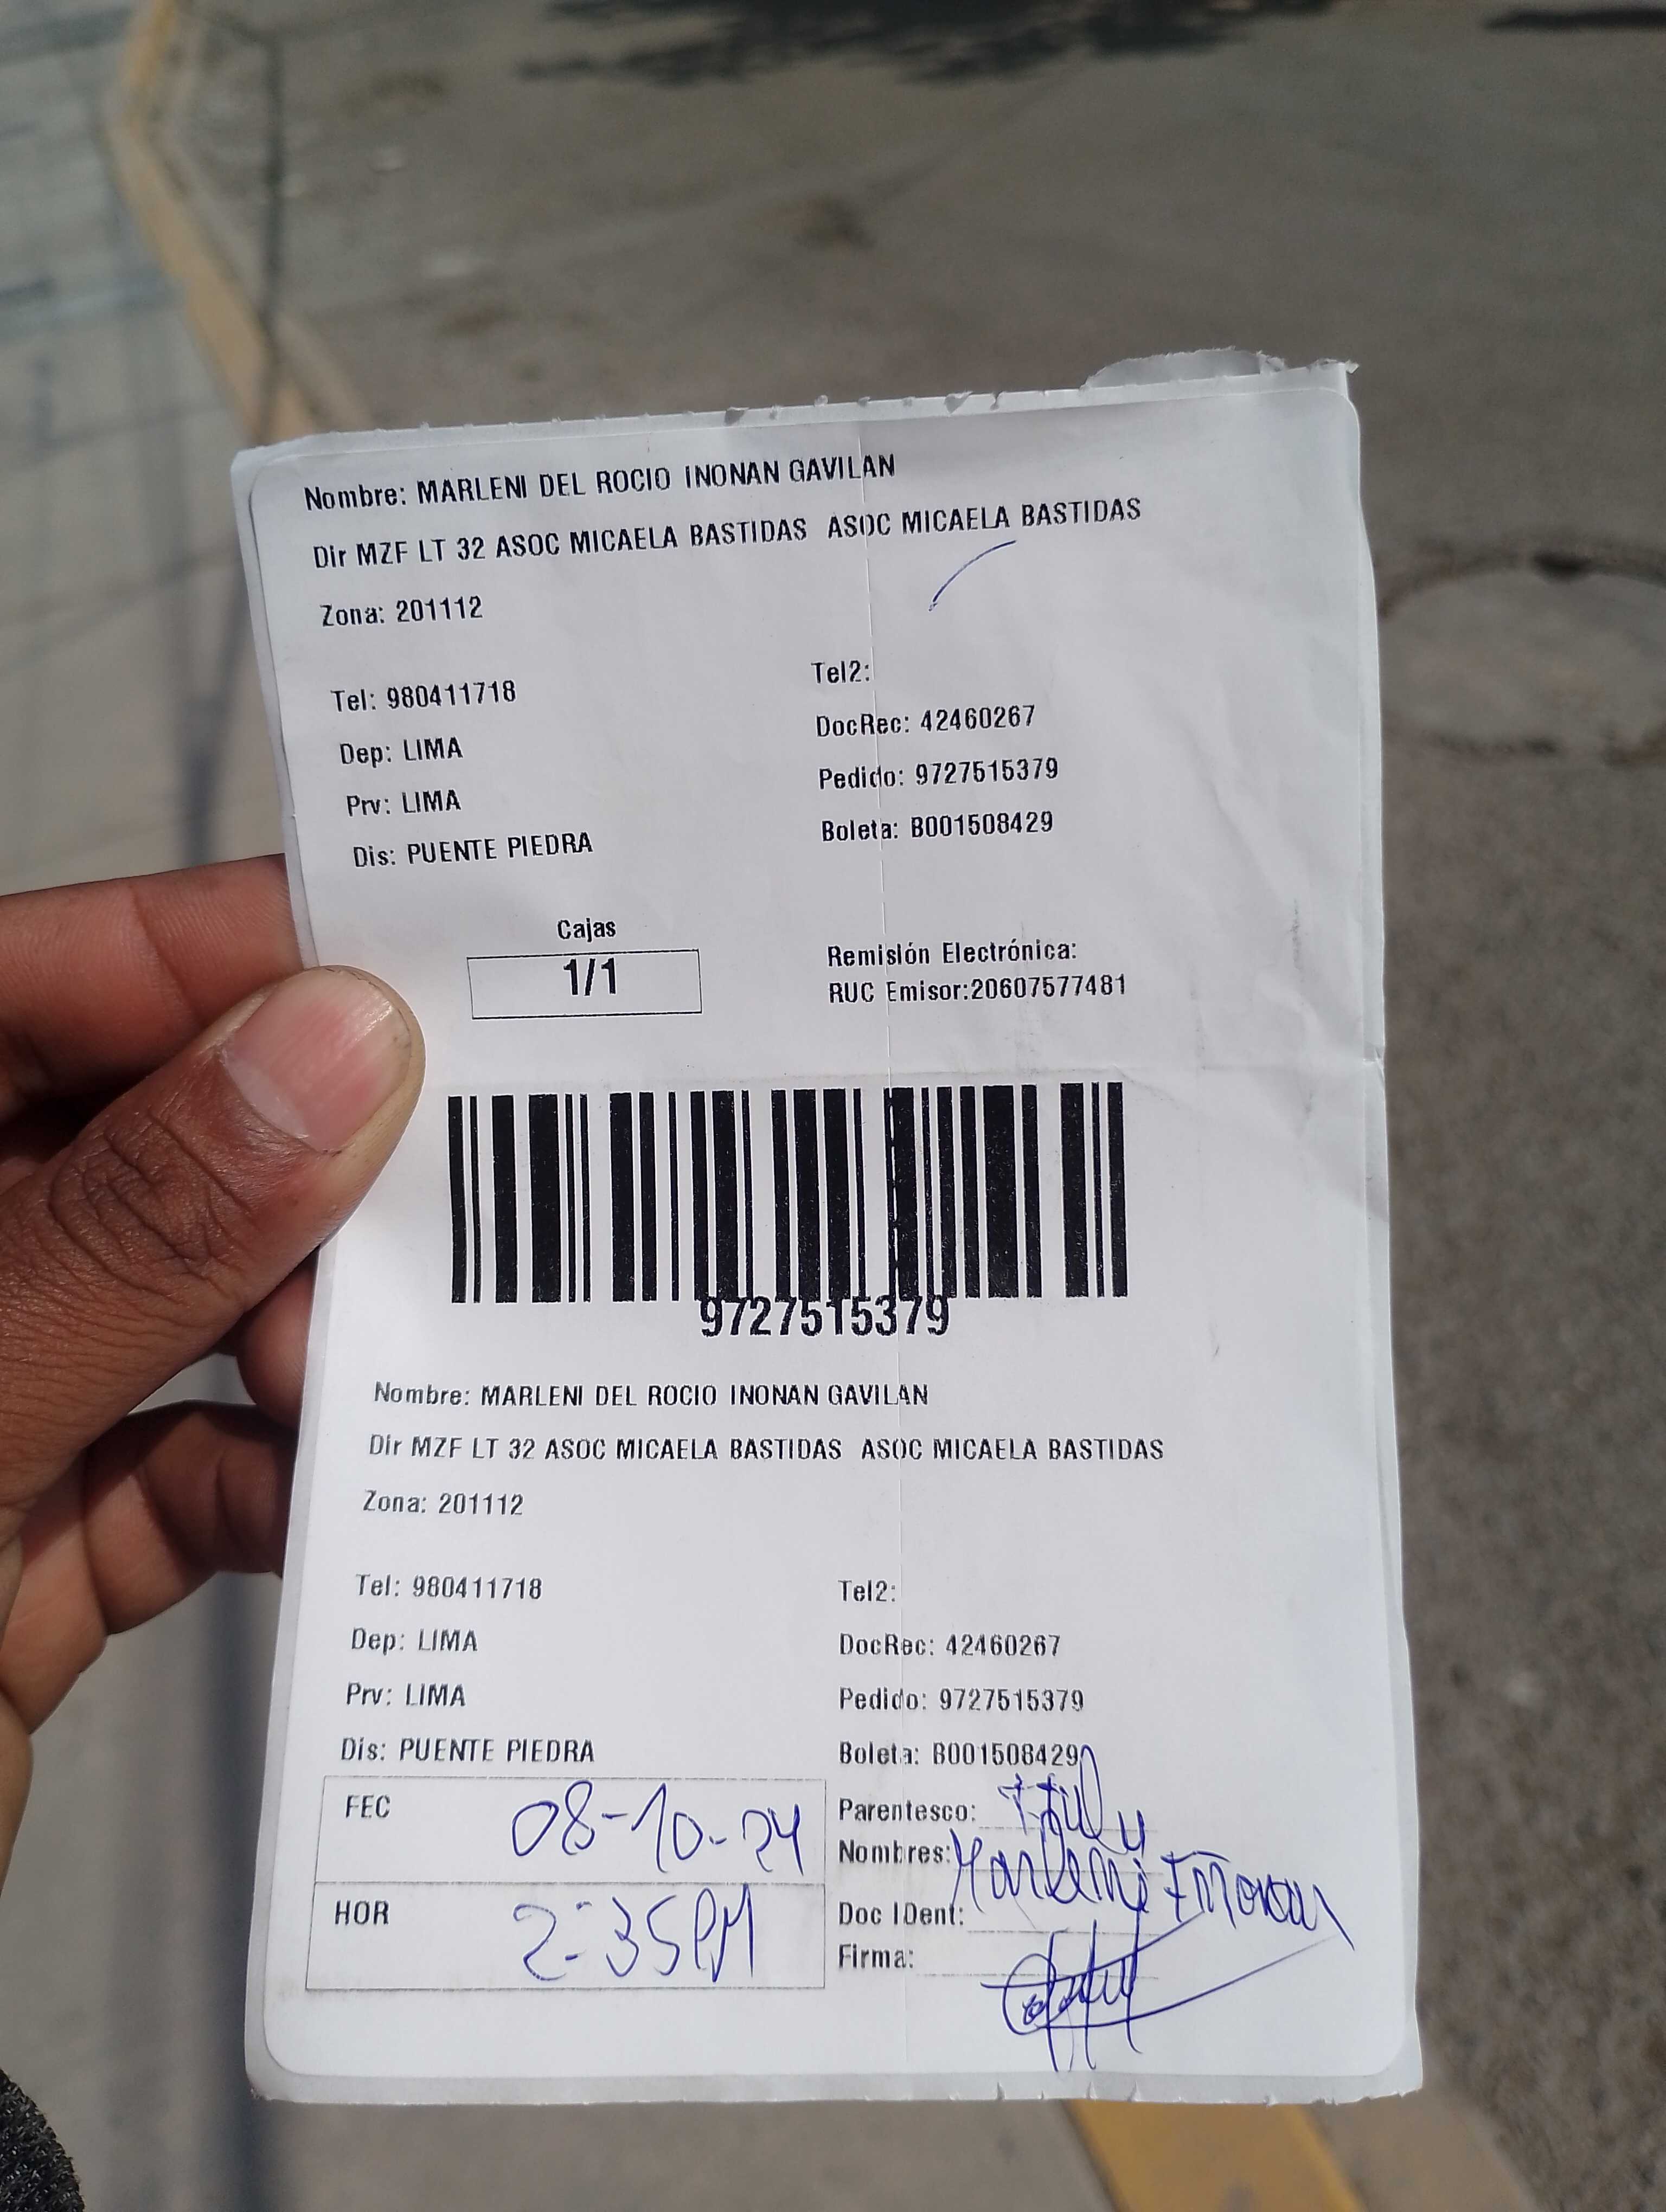 Nombre: MARLENI DEL ROCIO INONAN GAVILAN
Dir MZF LT 32 ASOC MICAELA BASTIDAS ASOC MICAELA BASTIDAS
Zona: 201112
Tel: 980411718
Tel2:
Dep: LIMA
DocRec: 42460267
Prv: LIMA
Pedido: 9727515379
Dis: PUENTE PIEDRA
Boleta: B001508429
Cajas
1/1
Remisión Electrónica:
RUC Emisor:20607577481
9727515379
Nombre: MARLENI DEL ROCIO INONAN GAVILAN
Dir MZF LT 32 ASOC MICAELA BASTIDAS ASOC MICAELA BASTIDAS
Zona: 201112
Tel: 980411718
Tel2:
Dep: LIMA
DocRec: 42460267
Prv: LIMA
Pedido: 9727515379
Dis: PUENTE PIEDRA
Boleta: B001508429
FEC 08-10-24
Parentesco:
Nombres: Marleni Inonan
HOR 2:35PM
Doc IDent:
Firma: